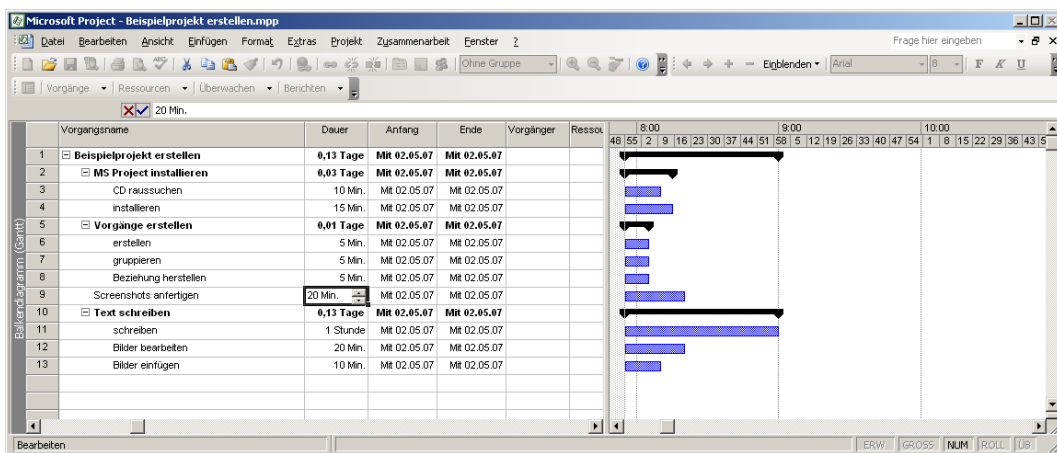 Microsoft Project - Beispielprojekt erstellen.mpp
Datei Bearbeiten Ansicht Einfügen Format Extras Projekt Zusammenarbeit Fenster ? Frage hier eingeben
Ohne Gruppe Einblenden Arial 8 F K U
Vorgänge Ressourcen Überwachen Berichten
20 Min.
Vorgangsname Dauer Anfang Ende Vorgänger Ressou 8:00 9:00 10:00
48 55 2 9 16 23 30 37 44 51 58 5 12 19 26 33 40 47 54 1 8 15 22 29 36 43 5
1 Beispielprojekt erstellen 0,13 Tage Mit 02.05.07 Mit 02.05.07
2 MS Project installieren 0,03 Tage Mit 02.05.07 Mit 02.05.07
3 CD raussuchen 10 Min. Mit 02.05.07 Mit 02.05.07
4 installieren 15 Min. Mit 02.05.07 Mit 02.05.07
5 Vorgänge erstellen 0,01 Tage Mit 02.05.07 Mit 02.05.07
6 erstellen 5 Min. Mit 02.05.07 Mit 02.05.07
7 gruppieren 5 Min. Mit 02.05.07 Mit 02.05.07
8 Beziehung herstellen 5 Min. Mit 02.05.07 Mit 02.05.07
9 Screenshots anfertigen 20 Min. Mit 02.05.07 Mit 02.05.07
10 Text schreiben 0,13 Tage Mit 02.05.07 Mit 02.05.07
11 schreiben 1 Stunde Mit 02.05.07 Mit 02.05.07
12 Bilder bearbeiten 20 Min. Mit 02.05.07 Mit 02.05.07
13 Bilder einfügen 10 Min. Mit 02.05.07 Mit 02.05.07
Balkendiagramm (Gantt)
Bearbeiten ERW GROSS NUM ROLL ÜB